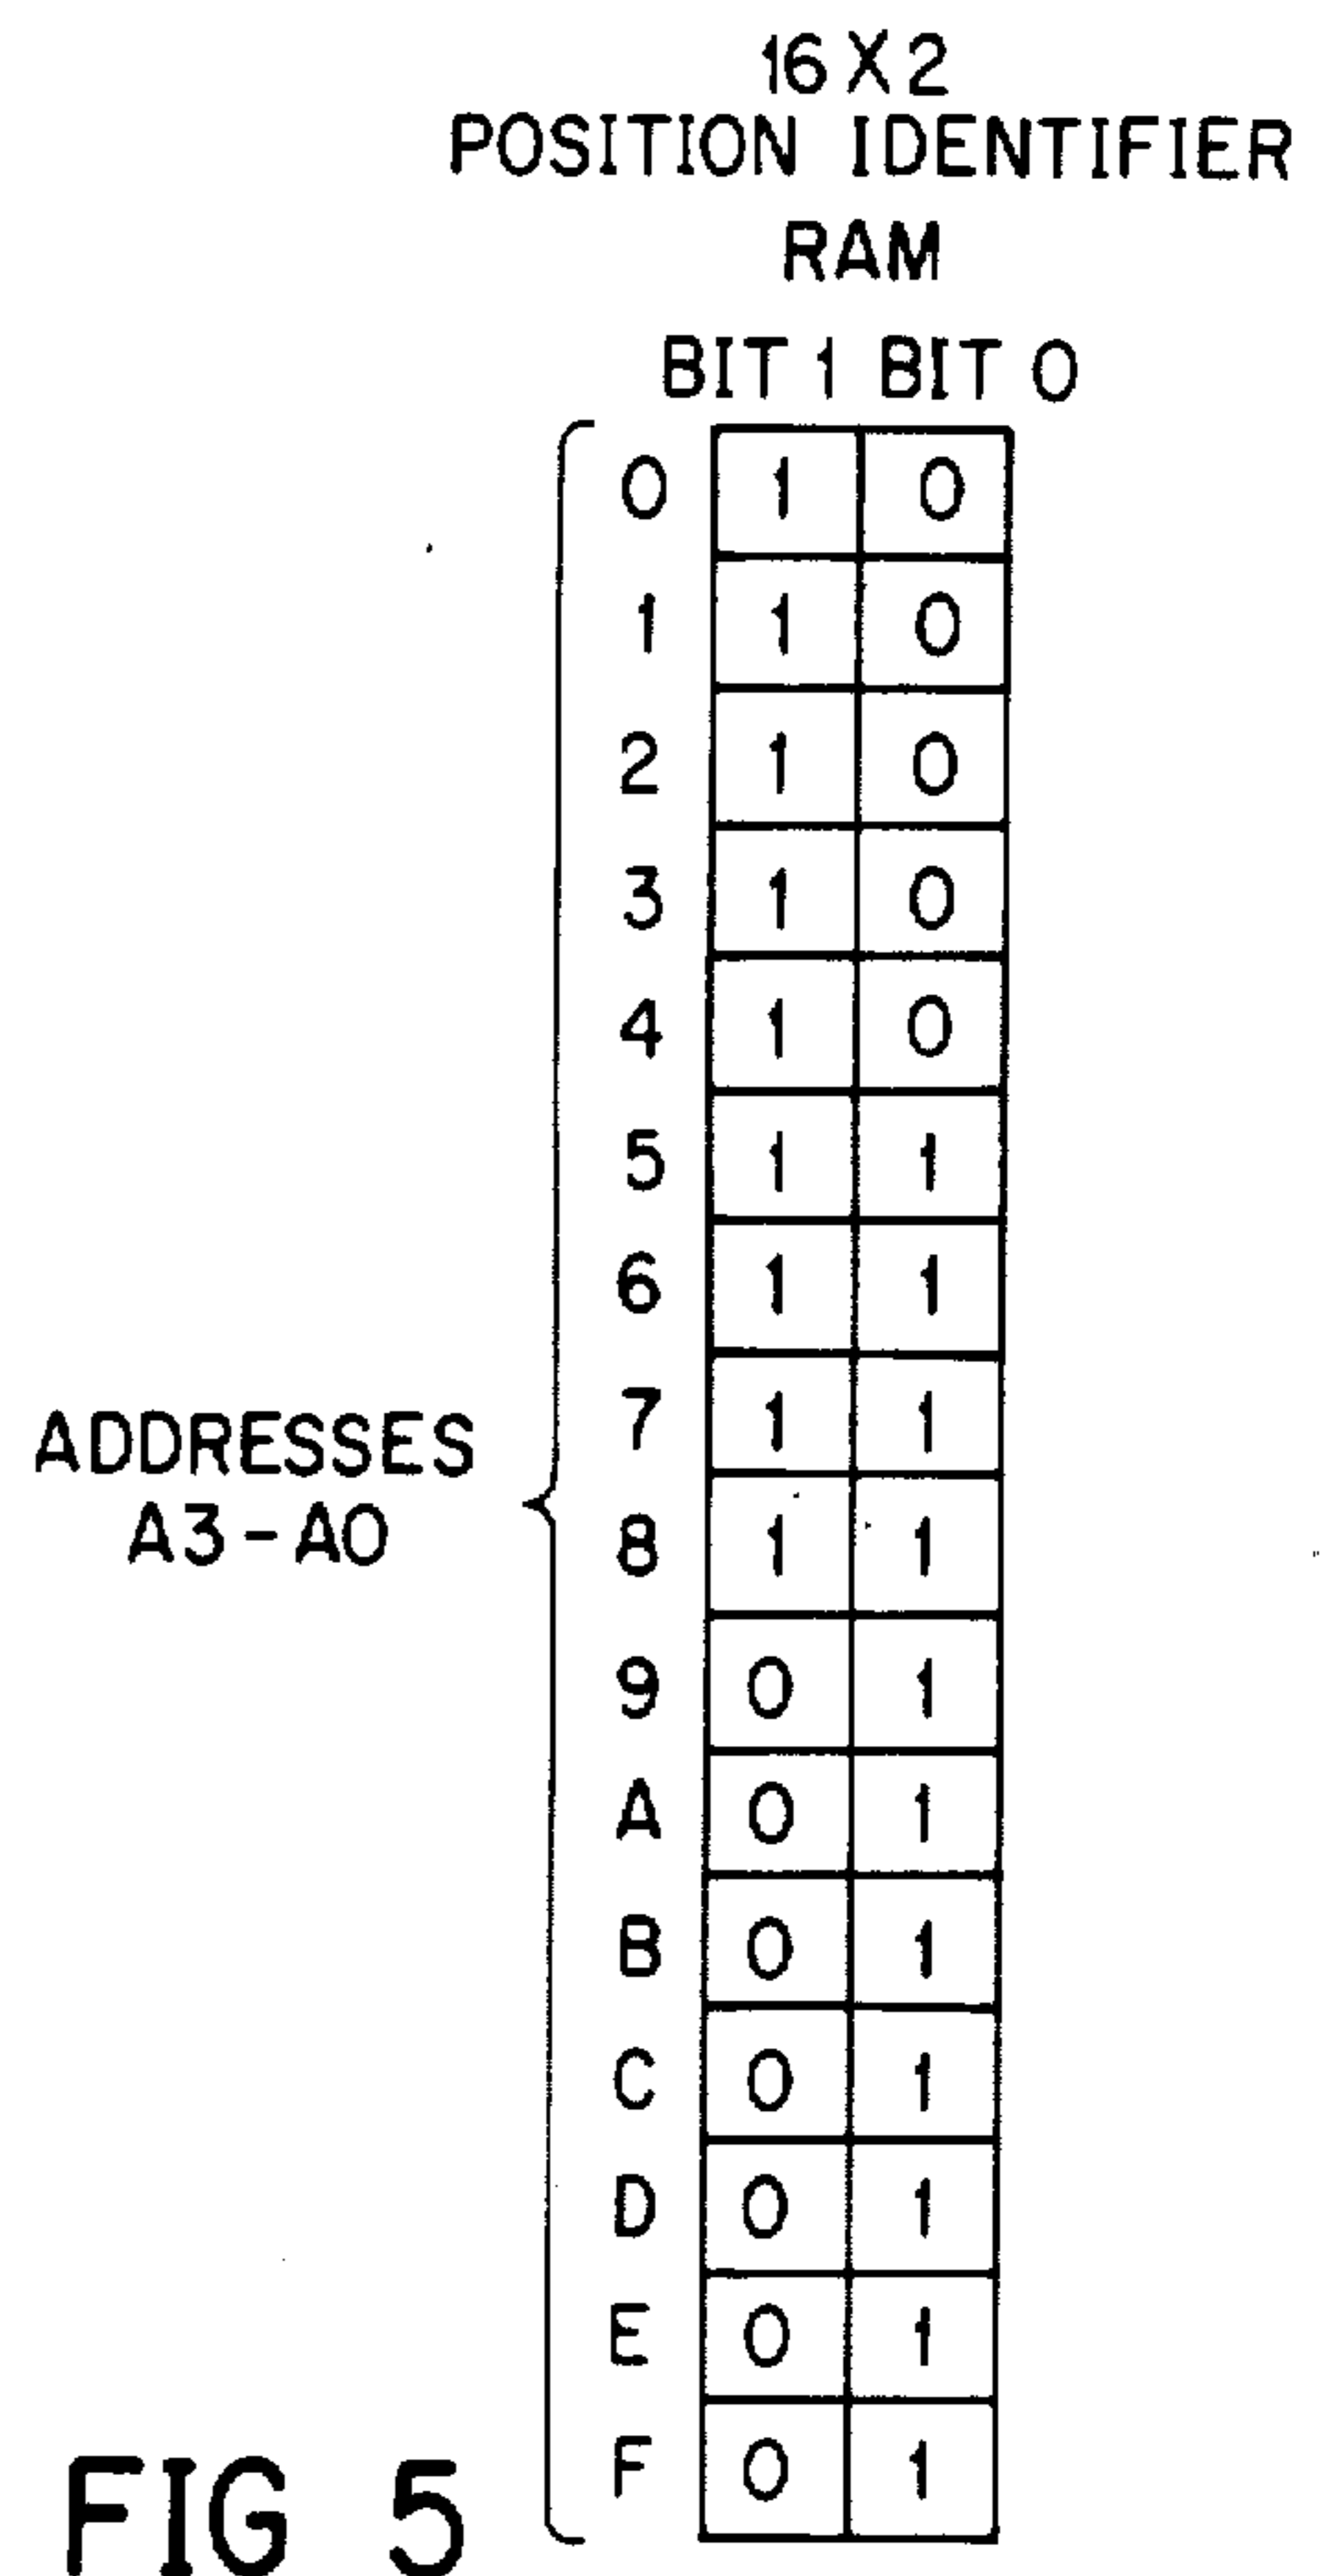 16X2
POSITION IDENTIFIER
RAM
BIT 1 BIT 0
0 1 0
1 1 0
2 1 0
3 1 0
4 1 0
5 1 1
6 1 1
7 1 1
8 1 1
9 0 1
A 0 1
B 0 1
C 0 1
D 0 1
E 0 1
F 0 1
ADDRESSES
A3-A0
FIG 5